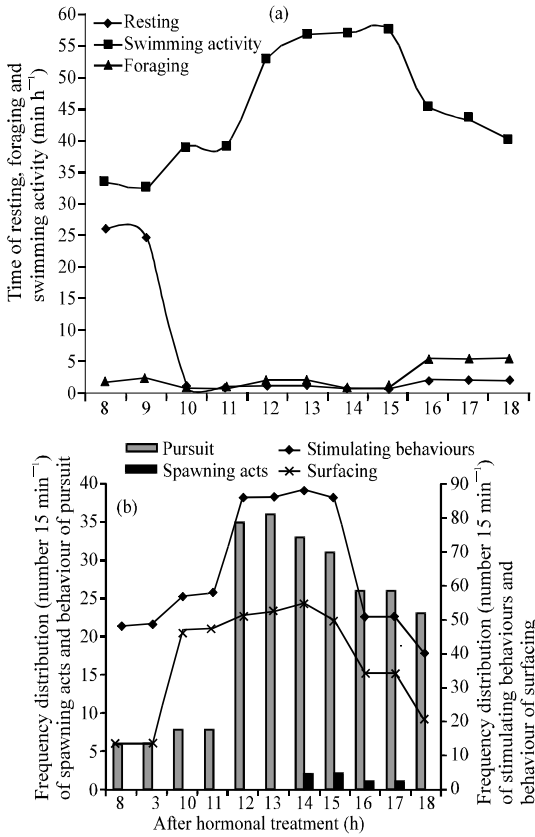 (a)
Resting
Swimming activity
Foraging
Time of resting, foraging and
swimming activity (min h⁻¹)
60
55
50
45
40
35
30
25
20
15
10
5
0
8 9 10 11 12 13 14 15 16 17 18
Pursuit
Stimulating behaviours
Spawning acts
Surfacing
(b)
Frequency distribution (number 15 min⁻¹)
of spawning acts and behaviour of pursuit
40
35
30
25
20
15
10
5
0
90
80
70
60
50
40
30
20
10
0
Frequency distribution (number 15 min⁻¹)
of stimulating behaviours and
behaviour of surfacing
8 3 10 11 12 13 14 15 16 17 18
After hormonal treatment (h)